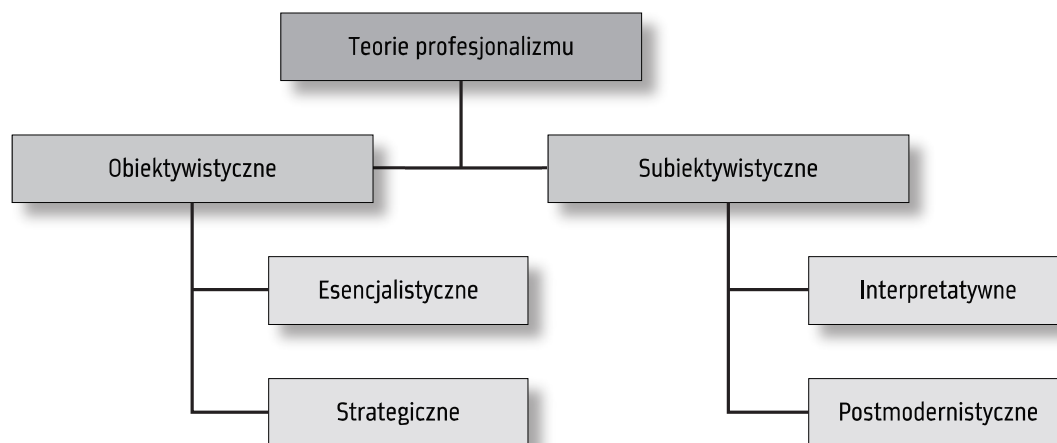 Teorie profesjonalizmu
Obiektywistyczne
Subiektywistyczne
Esencjalistyczne
Interpretatywne
Strategiczne
Postmodernistyczne